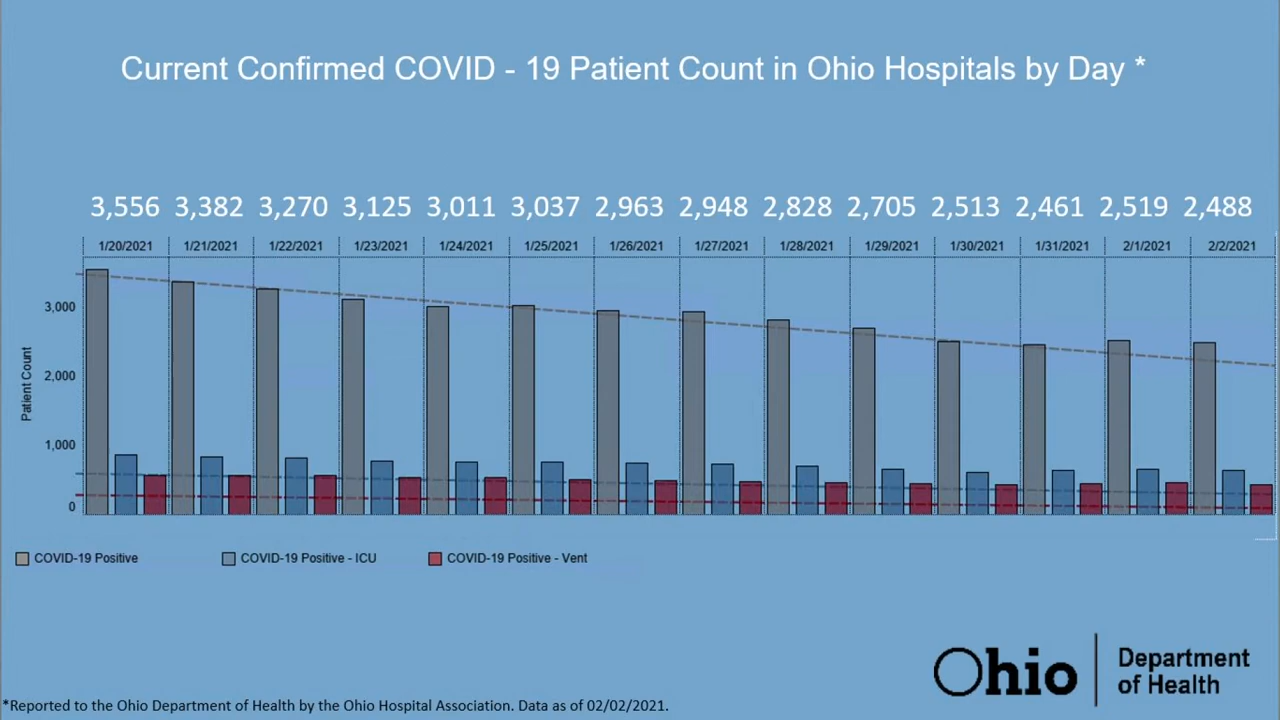 Current Confirmed COVID - 19 Patient Count in Ohio Hospitals by Day *
3,556 3,382 3,270 3,125 3,011 3,037 2,963 2,948 2,828 2,705 2,513 2,461 2,519 2,488
1/20/2021 1/21/2021 1/22/2021 1/23/2021 1/24/2021 1/25/2021 1/26/2021 1/27/2021 1/28/2021 1/29/2021 1/30/2021 1/31/2021 2/1/2021 2/2/2021
Patient Count
3,000
2,000
1,000
0
COVID-19 Positive COVID-19 Positive - ICU COVID-19 Positive - Vent
Ohio
Department
of Health
*Reported to the Ohio Department of Health by the Ohio Hospital Association. Data as of 02/02/2021.